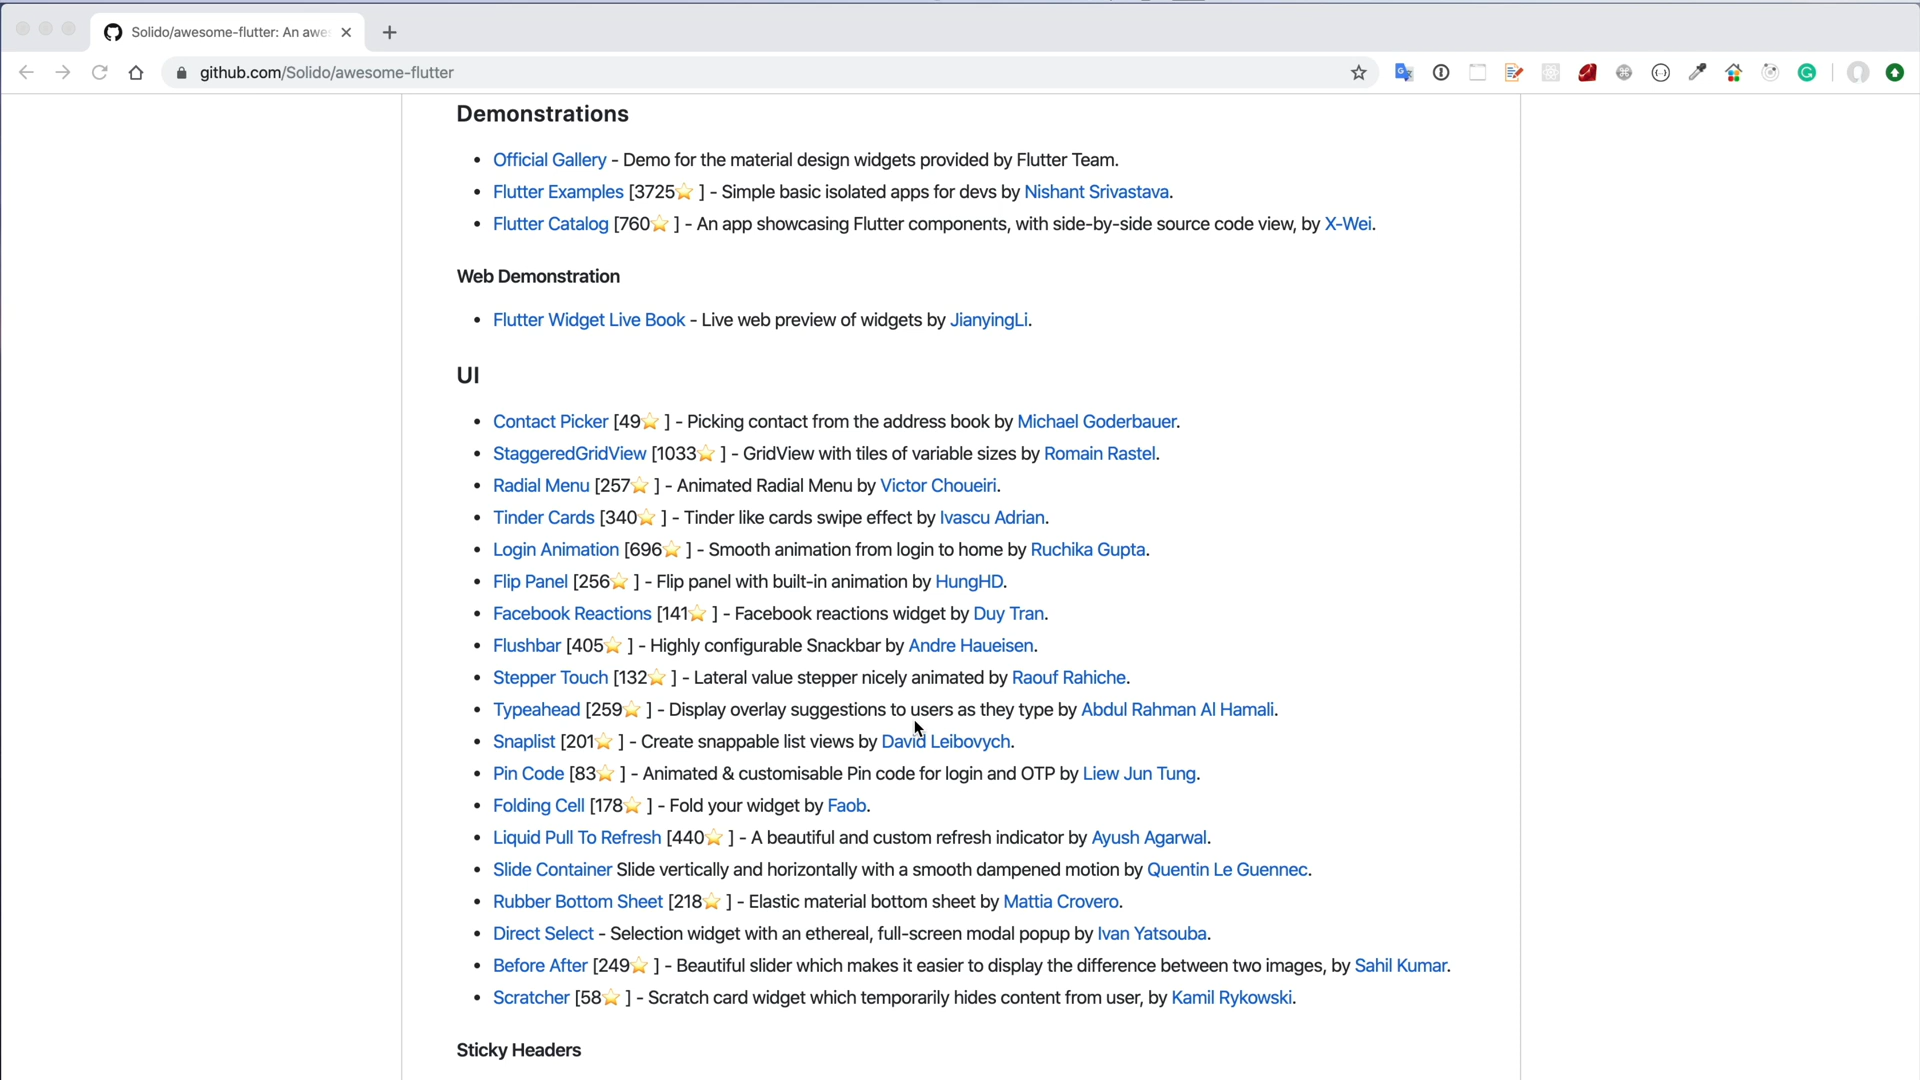 Solido/awesome-flutter: An awe
github.com/Solido/awesome-flutter
Demonstrations
• Official Gallery - Demo for the material design widgets provided by Flutter Team.
• Flutter Examples [3725⭐ ] - Simple basic isolated apps for devs by Nishant Srivastava.
• Flutter Catalog [760⭐ ] - An app showcasing Flutter components, with side-by-side source code view, by X-Wei.
Web Demonstration
• Flutter Widget Live Book - Live web preview of widgets by JianyingLi.
UI
• Contact Picker [49⭐ ] - Picking contact from the address book by Michael Goderbauer.
• StaggeredGridView [1033⭐ ] - GridView with tiles of variable sizes by Romain Rastel.
• Radial Menu [257⭐ ] - Animated Radial Menu by Victor Choueiri.
• Tinder Cards [340⭐ ] - Tinder like cards swipe effect by Ivascu Adrian.
• Login Animation [696⭐ ] - Smooth animation from login to home by Ruchika Gupta.
• Flip Panel [256⭐ ] - Flip panel with built-in animation by HungHD.
• Facebook Reactions [141⭐ ] - Facebook reactions widget by Duy Tran.
• Flushbar [405⭐ ] - Highly configurable Snackbar by Andre Haueisen.
• Stepper Touch [132⭐ ] - Lateral value stepper nicely animated by Raouf Rahiche.
• Typeahead [259⭐ ] - Display overlay suggestions to users as they type by Abdul Rahman Al Hamali.
• Snaplist [201⭐ ] - Create snappable list views by David Leibovych.
• Pin Code [83⭐ ] - Animated & customisable Pin code for login and OTP by Liew Jun Tung.
• Folding Cell [178⭐ ] - Fold your widget by Faob.
• Liquid Pull To Refresh [440⭐ ] - A beautiful and custom refresh indicator by Ayush Agarwal.
• Slide Container Slide vertically and horizontally with a smooth dampened motion by Quentin Le Guennec.
• Rubber Bottom Sheet [218⭐ ] - Elastic material bottom sheet by Mattia Crovero.
• Direct Select - Selection widget with an ethereal, full-screen modal popup by Ivan Yatsouba.
• Before After [249⭐ ] - Beautiful slider which makes it easier to display the difference between two images, by Sahil Kumar.
• Scratcher [58⭐ ] - Scratch card widget which temporarily hides content from user, by Kamil Rykowski.
Sticky Headers